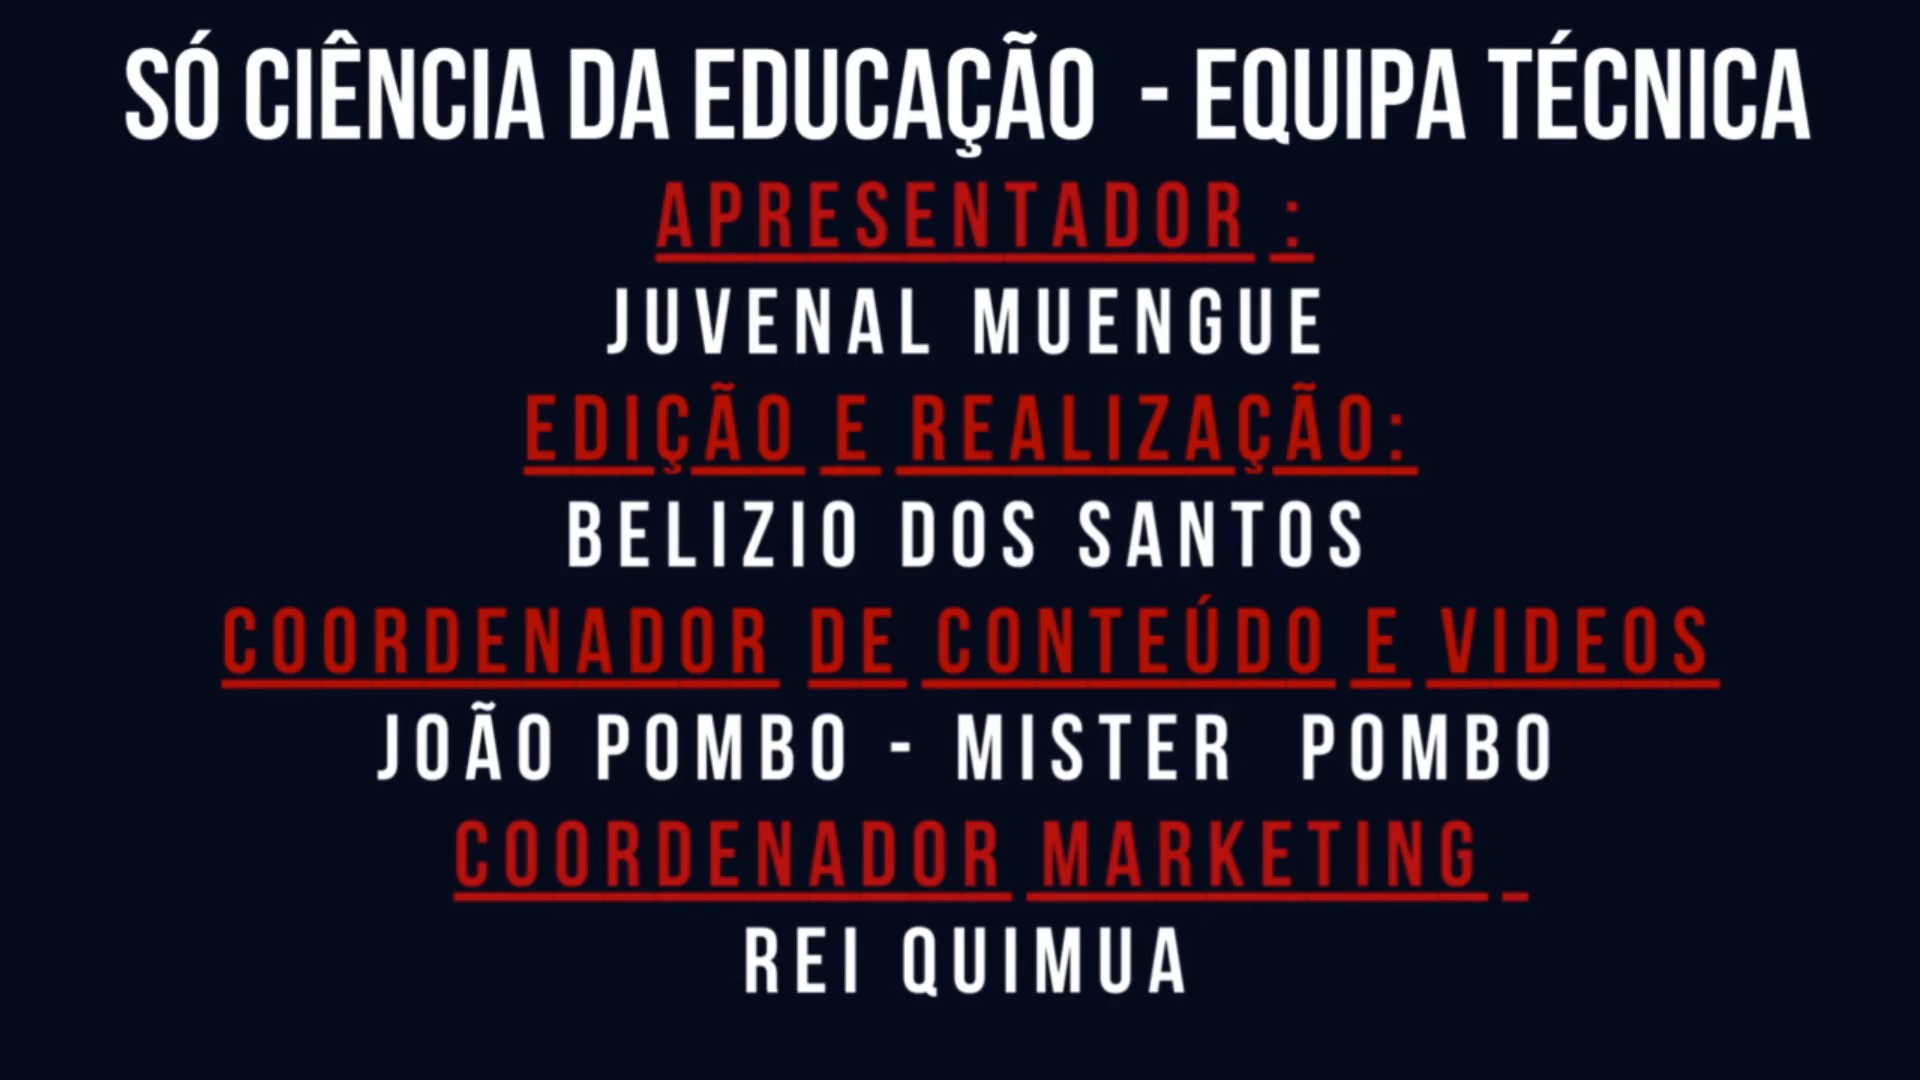 SÓ CIÊNCIA DA EDUCAÇÃO - EQUIPA TÉCNICA
APRESENTADOR :
JUVENAL MUENGUE
EDIÇÃO E REALIZAÇÃO:
BELIZIO DOS SANTOS
COORDENADOR DE CONTEÚDO E VIDEOS
JOÃO POMBO - MISTER POMBO
COORDENADOR MARKETING
REI QUIMUA